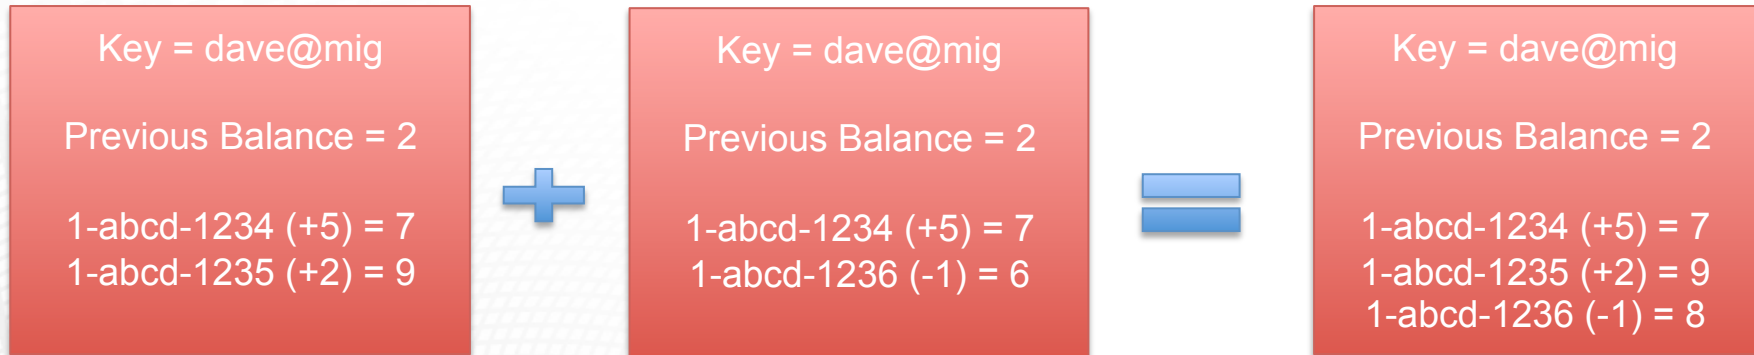 Key = dave@mig
Previous Balance = 2
1-abcd-1234 (+5) = 7
1-abcd-1235 (+2) = 9
Key = dave@mig
Previous Balance = 2
1-abcd-1234 (+5) = 7
1-abcd-1236 (-1) = 6
Key = dave@mig
Previous Balance = 2
1-abcd-1234 (+5) = 7
1-abcd-1235 (+2) = 9
1-abcd-1236 (-1) = 8